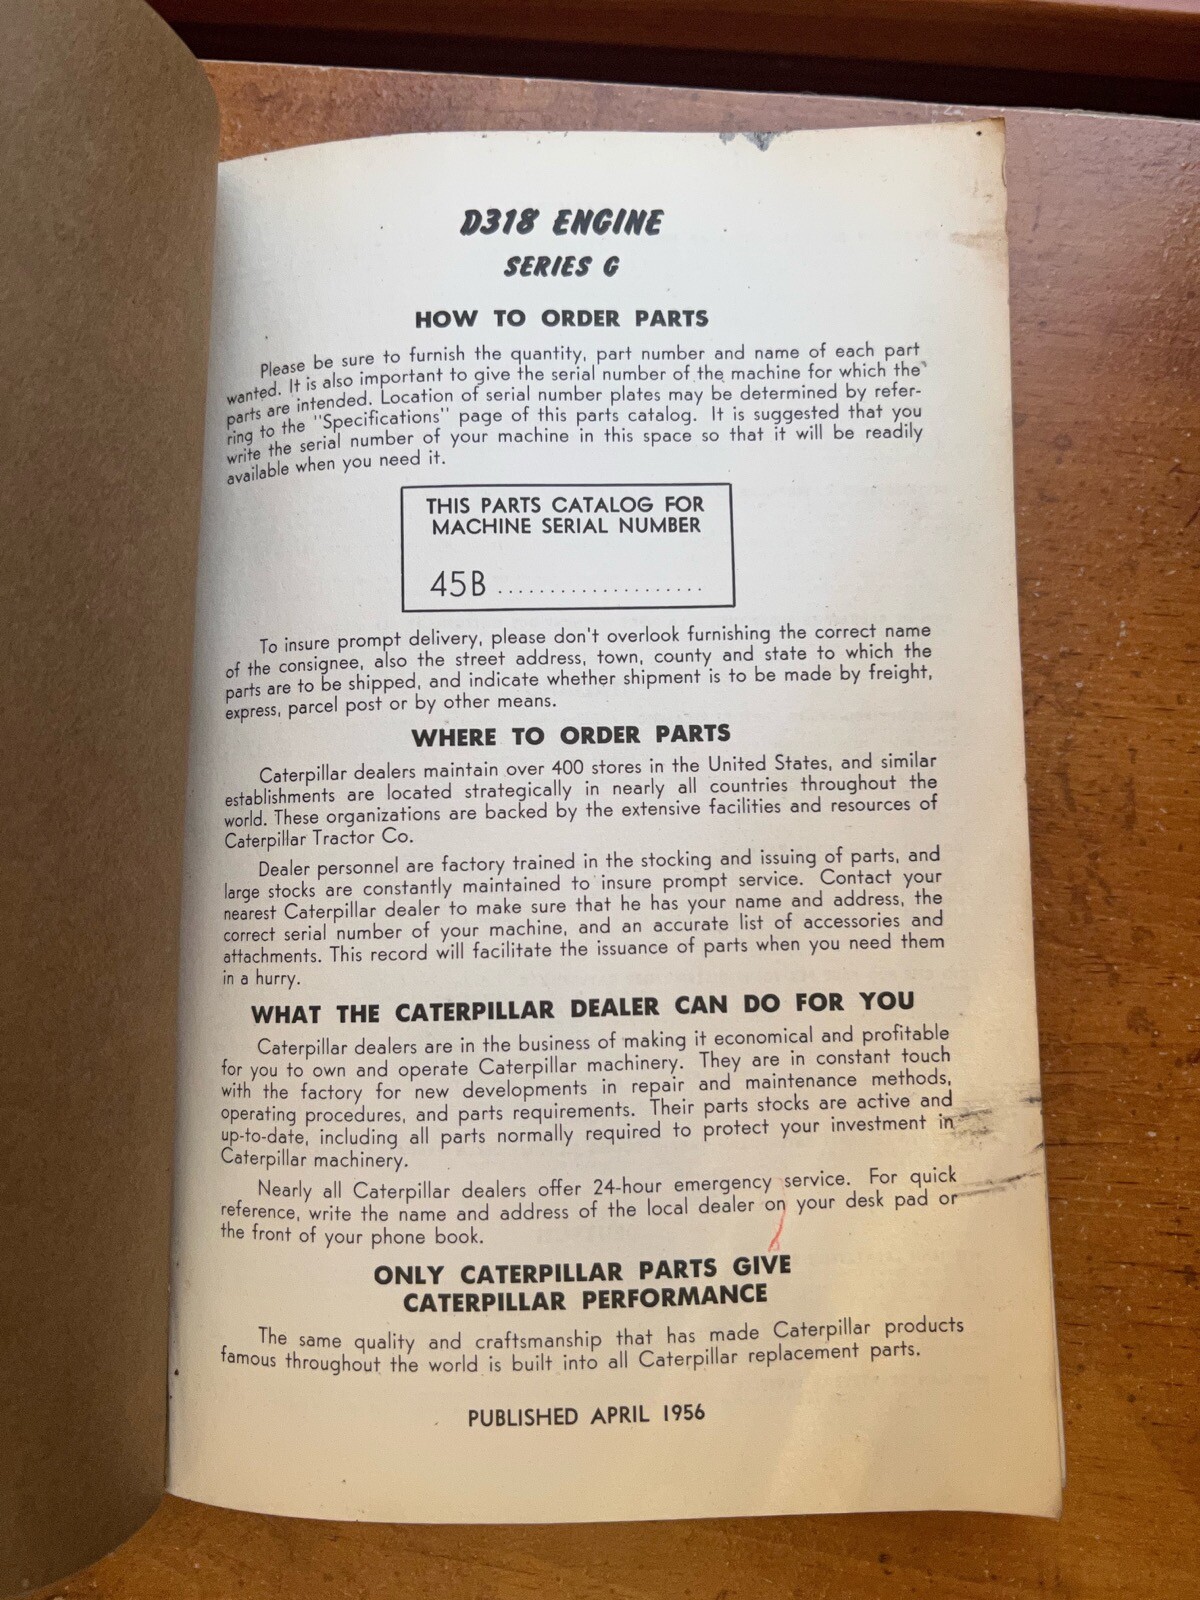 D318 ENGINE
SERIES G
HOW TO ORDER PARTS
Please be sure to furnish the quantity, part number and name of each part
wanted. It is also important to give the serial number of the machine for which the
parts are intended. Location of serial number plates may be determined by refer-
ring to the "Specifications" page of this parts catalog. It is suggested that you
write the serial number of your machine in this space so that it will be readily
available when you need it.
THIS PARTS CATALOG FOR
MACHINE SERIAL NUMBER
45B ....................
To insure prompt delivery, please don't overlook furnishing the correct name
of the consignee, also the street address, town, county and state to which the
parts are to be shipped, and indicate whether shipment is to be made by freight,
express, parcel post or by other means.
WHERE TO ORDER PARTS
Caterpillar dealers maintain over 400 stores in the United States, and similar
establishments are located strategically in nearly all countries throughout the
world. These organizations are backed by the extensive facilities and resources of
Caterpillar Tractor Co.
Dealer personnel are factory trained in the stocking and issuing of parts, and
large stocks are constantly maintained to insure prompt service. Contact your
nearest Caterpillar dealer to make sure that he has your name and address, the
correct serial number of your machine, and an accurate list of accessories and
attachments. This record will facilitate the issuance of parts when you need them
in a hurry.
WHAT THE CATERPILLAR DEALER CAN DO FOR YOU
Caterpillar dealers are in the business of making it economical and profitable
for you to own and operate Caterpillar machinery. They are in constant touch
with the factory for new developments in repair and maintenance methods,
operating procedures, and parts requirements. Their parts stocks are active and
up-to-date, including all parts normally required to protect your investment in
Caterpillar machinery.
Nearly all Caterpillar dealers offer 24-hour emergency service. For quick
reference, write the name and address of the local dealer on your desk pad or
the front of your phone book.
ONLY CATERPILLAR PARTS GIVE
CATERPILLAR PERFORMANCE
The same quality and craftsmanship that has made Caterpillar products
famous throughout the world is built into all Caterpillar replacement parts.
PUBLISHED APRIL 1956